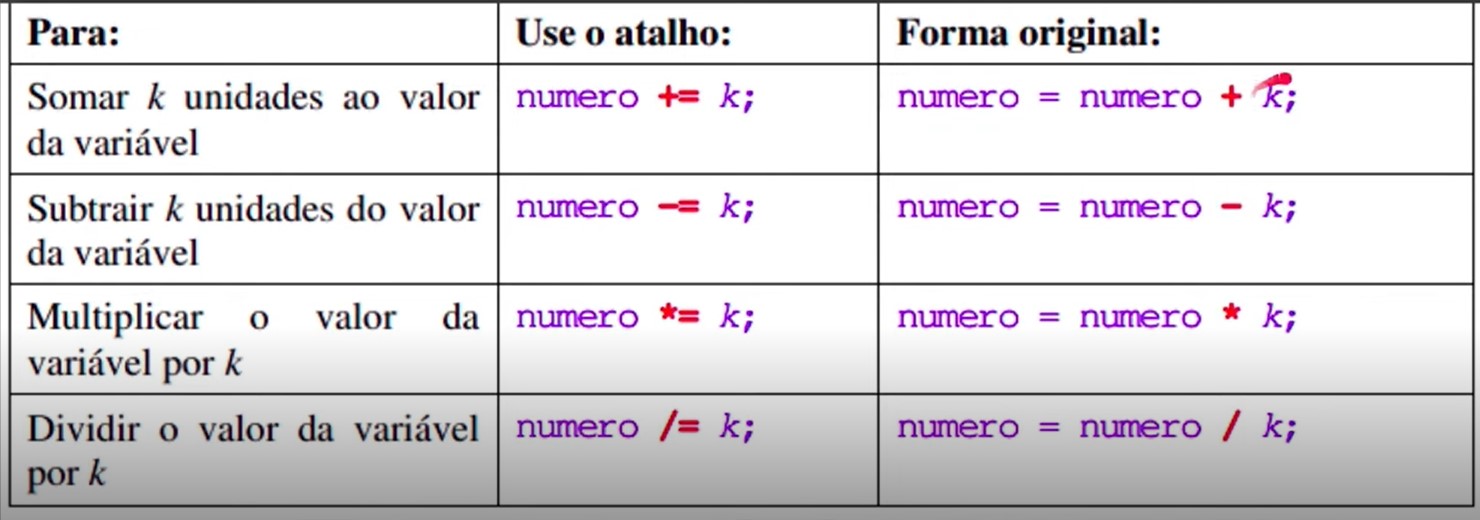 Para: Use o atalho: Forma original:
Somar k unidades ao valor numero += k; numero = numero + k;
da variável
Subtrair k unidades do valor numero -= k; numero = numero - k;
da variável
Multiplicar o valor da numero *= k; numero = numero * k;
variável por k
Dividir o valor da variável numero /= k; numero = numero / k;
por k